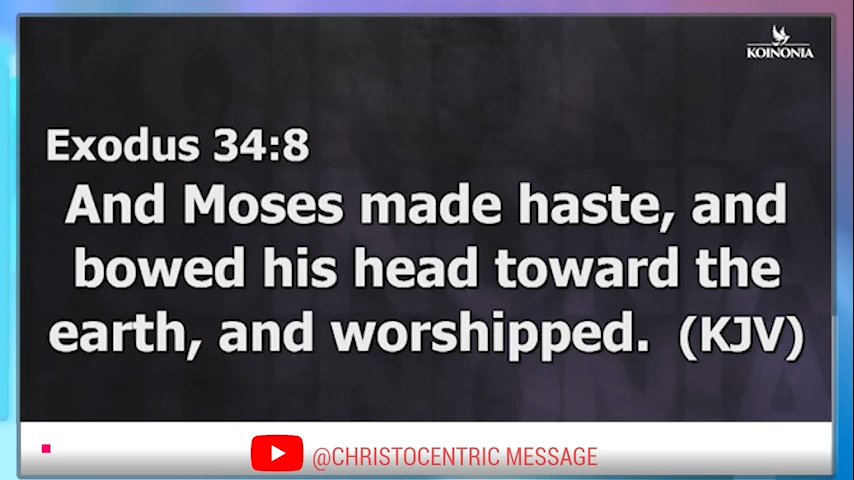 KOINONIA
Exodus 34:8
And Moses made haste, and
bowed his head toward the
earth, and worshipped. (KJV)
@CHRISTOCENTRIC MESSAGE